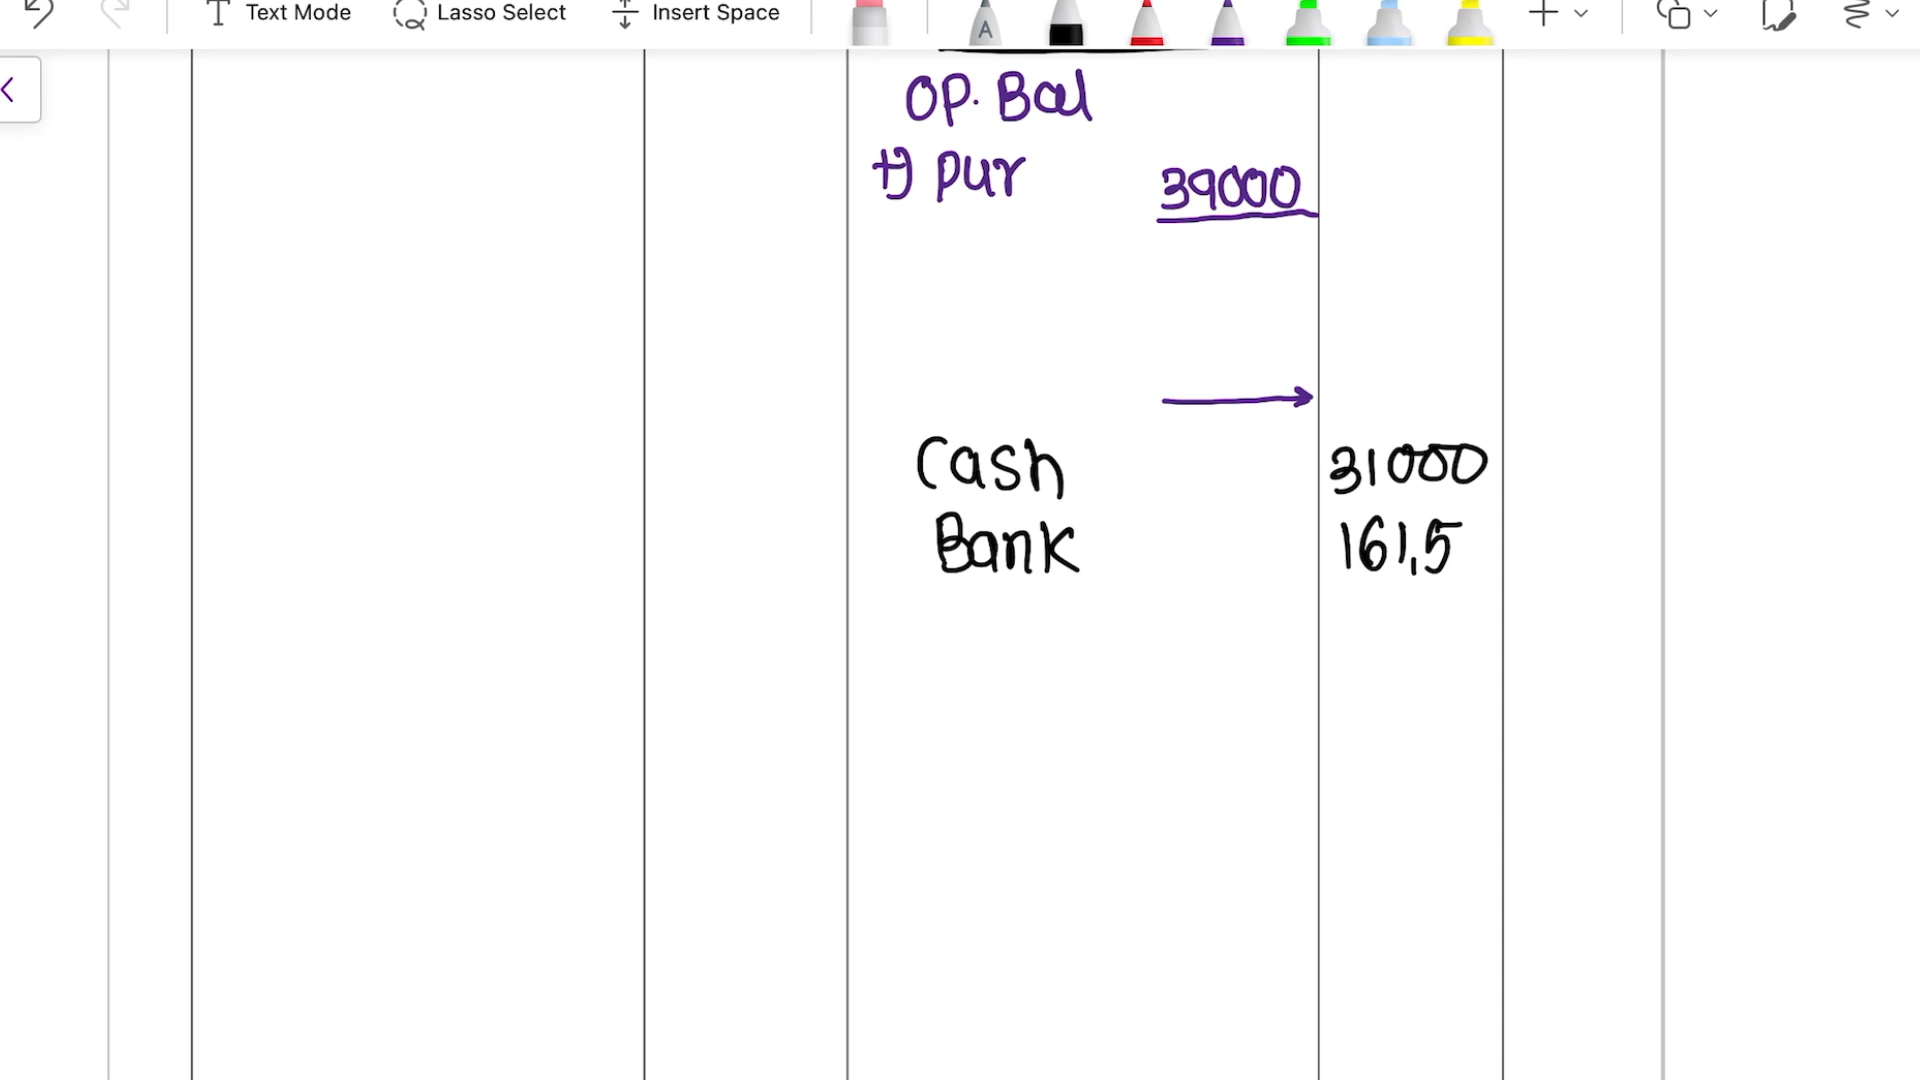 Text Mode Lasso Select Insert Space A
OP. Bal
+) pur 39000
Cash 31000
Bank 161,5